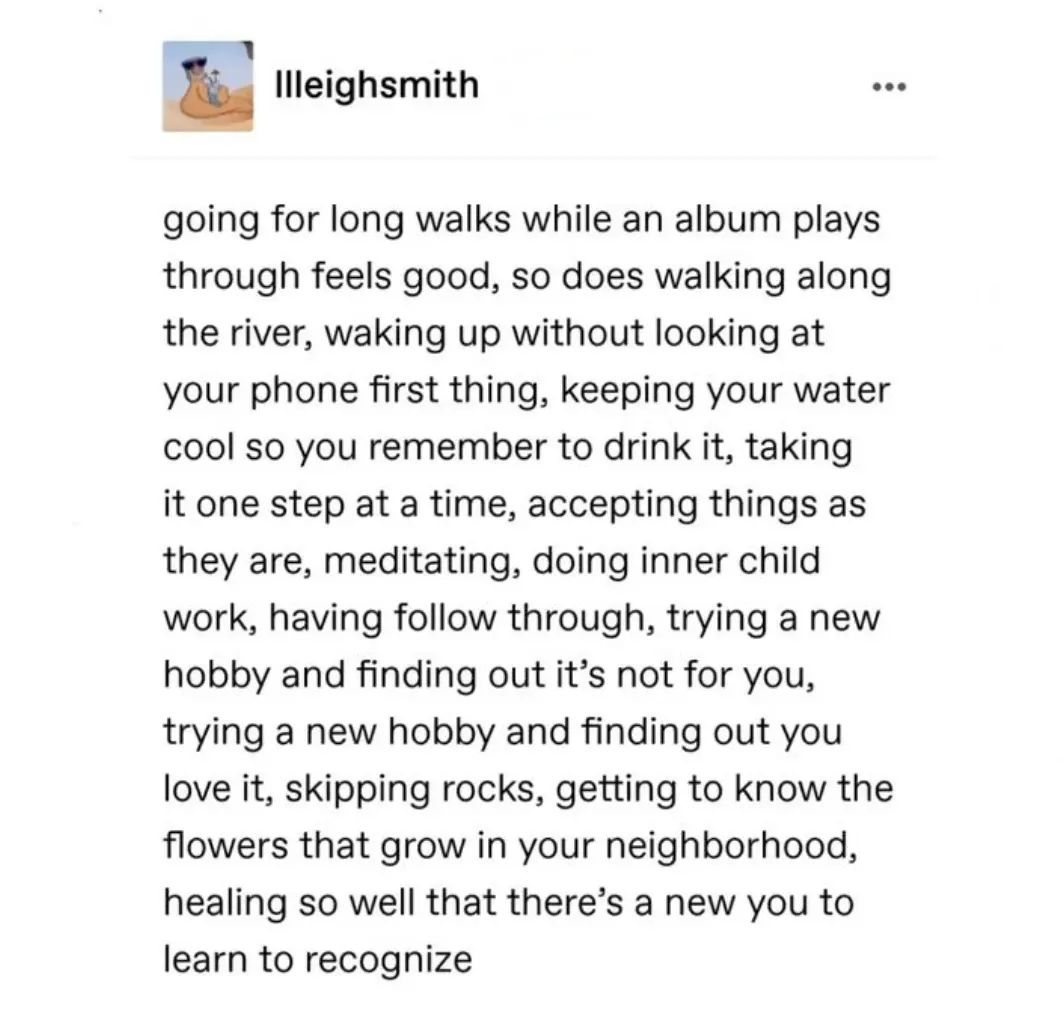 llleighsmith
going for long walks while an album plays
through feels good, so does walking along
the river, waking up without looking at
your phone first thing, keeping your water
cool so you remember to drink it, taking
it one step at a time, accepting things as
they are, meditating, doing inner child
work, having follow through, trying a new
hobby and finding out it’s not for you,
trying a new hobby and finding out you
love it, skipping rocks, getting to know the
flowers that grow in your neighborhood,
healing so well that there’s a new you to
learn to recognize